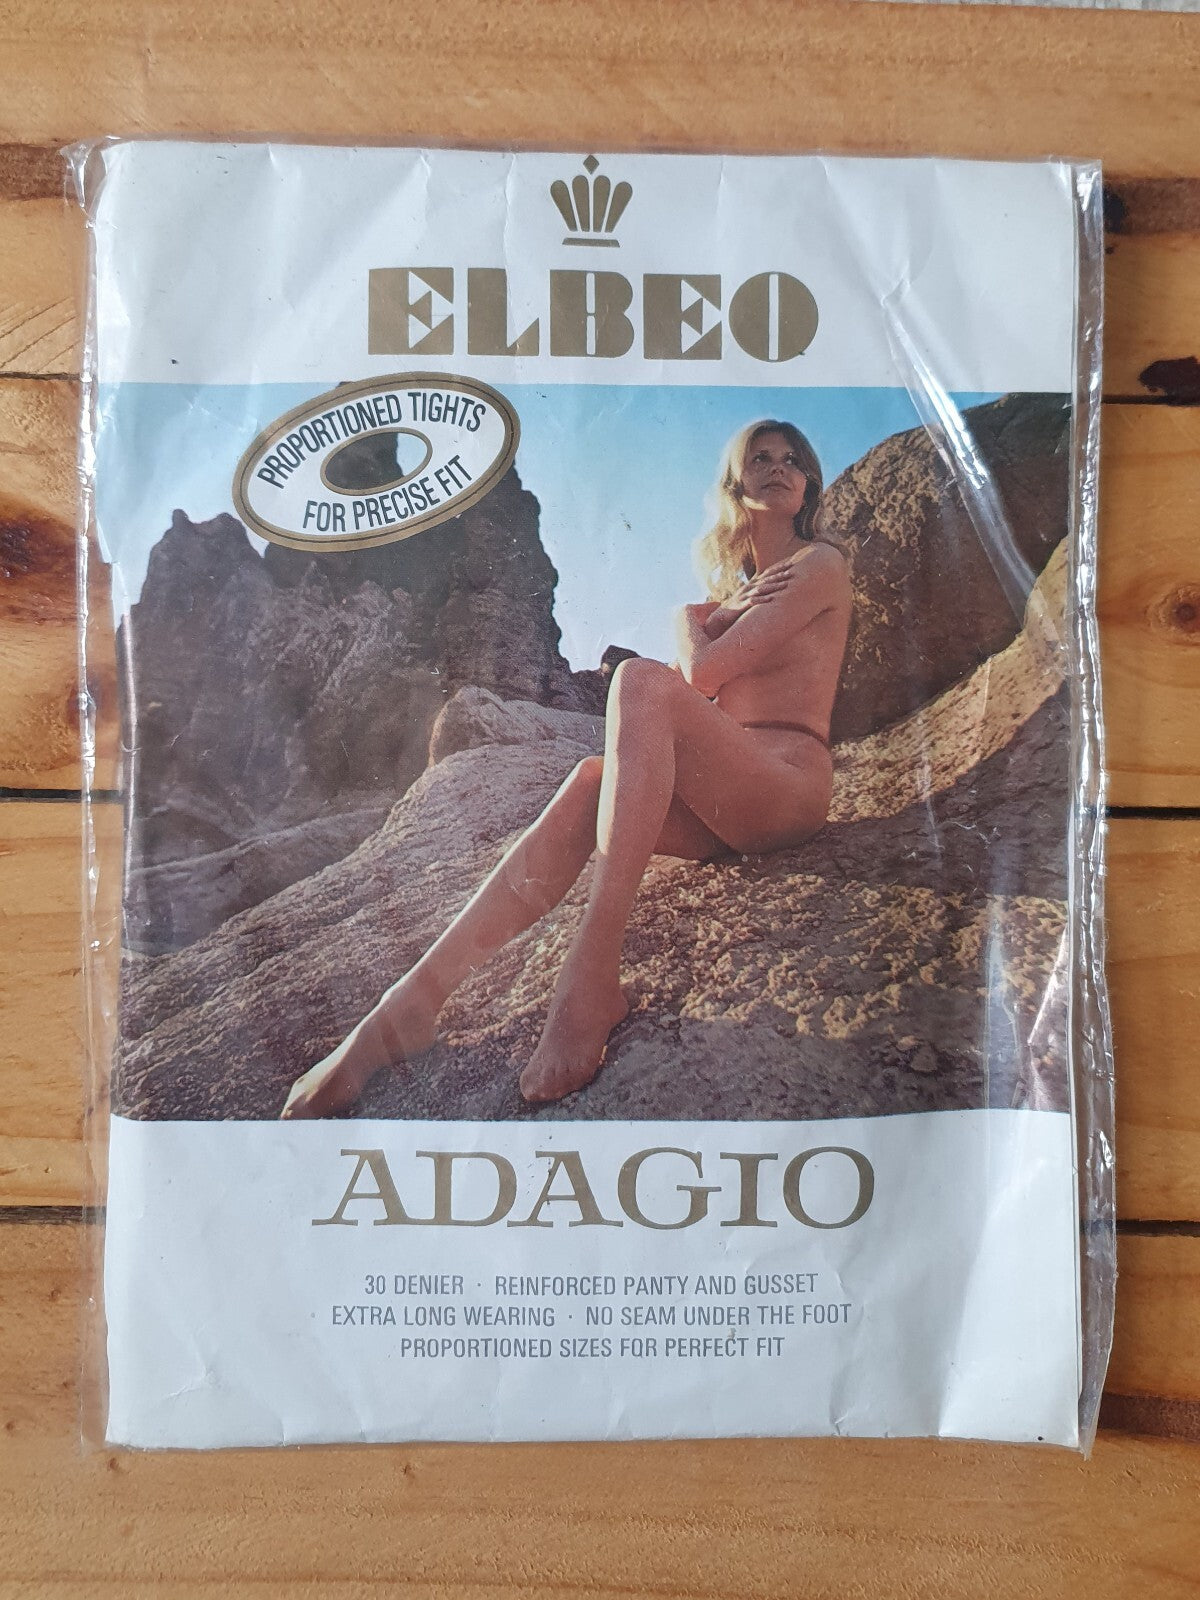 ELBEO
PROPORTIONED TIGHTS
FOR PRECISE FIT
ADAGIO
30 DENIER · REINFORCED PANTY AND GUSSET
· EXTRA LONG WEARING · NO SEAM UNDER THE FOOT
PROPORTIONED SIZES FOR PERFECT FIT